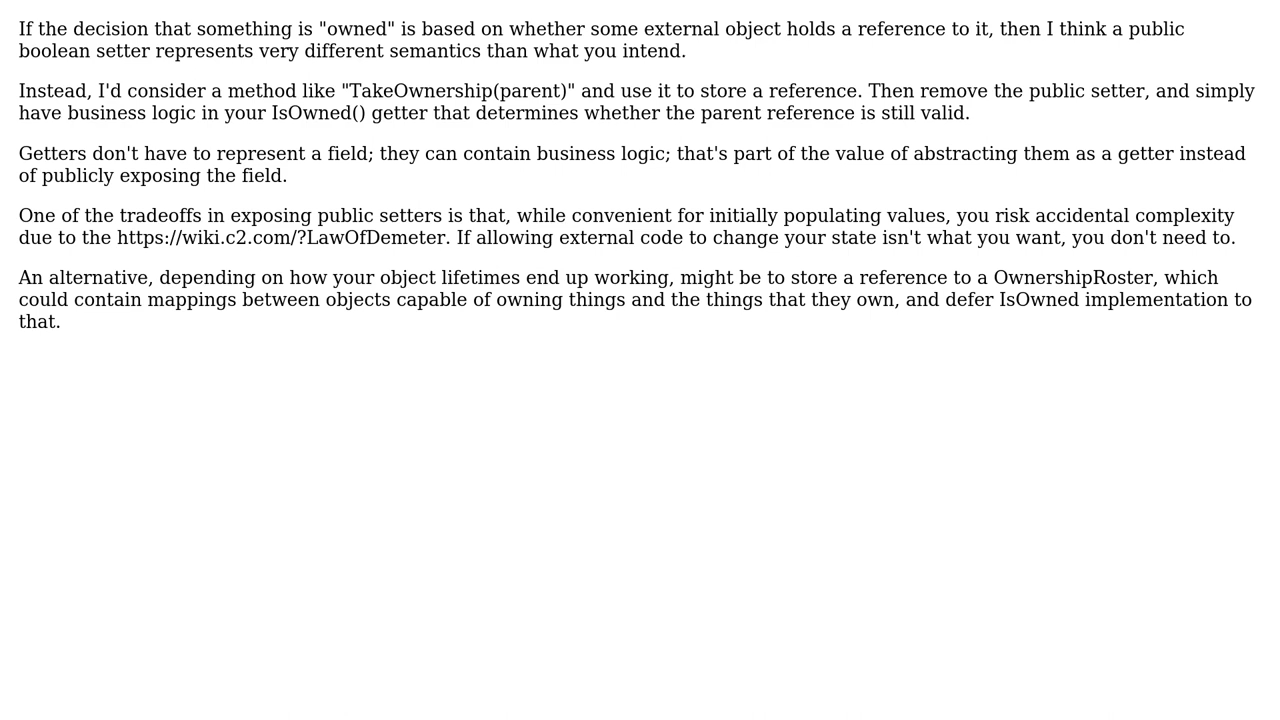 If the decision that something is "owned" is based on whether some external object holds a reference to it, then I think a public
boolean setter represents very different semantics than what you intend.
Instead, I'd consider a method like "TakeOwnership(parent)" and use it to store a reference. Then remove the public setter, and simply
have business logic in your IsOwned() getter that determines whether the parent reference is still valid.
Getters don't have to represent a field; they can contain business logic; that's part of the value of abstracting them as a getter instead
of publicly exposing the field.
One of the tradeoffs in exposing public setters is that, while convenient for initially populating values, you risk accidental complexity
due to the https://wiki.c2.com/?LawOfDemeter. If allowing external code to change your state isn't what you want, you don't need to.
An alternative, depending on how your object lifetimes end up working, might be to store a reference to a OwnershipRoster, which
could contain mappings between objects capable of owning things and the things that they own, and defer IsOwned implementation to
that.